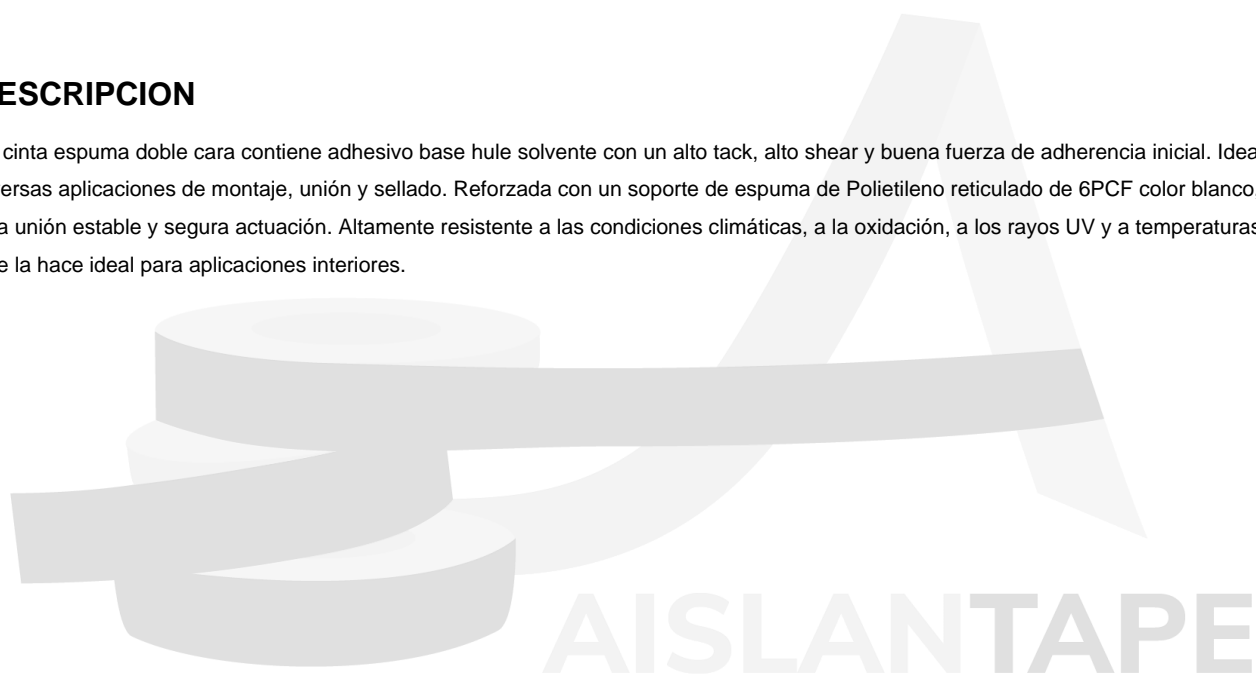 ESCRIPCION
cinta espuma doble cara contiene adhesivo base hule solvente con un alto tack, alto shear y buena fuerza de adherencia inicial. Idea
ersas aplicaciones de montaje, unión y sellado. Reforzada con un soporte de espuma de Polietileno reticulado de 6PCF color blanco.
a unión estable y segura actuación. Altamente resistente a las condiciones climáticas, a la oxidación, a los rayos UV y a temperaturas
e la hace ideal para aplicaciones interiores.
AISLANTAPE